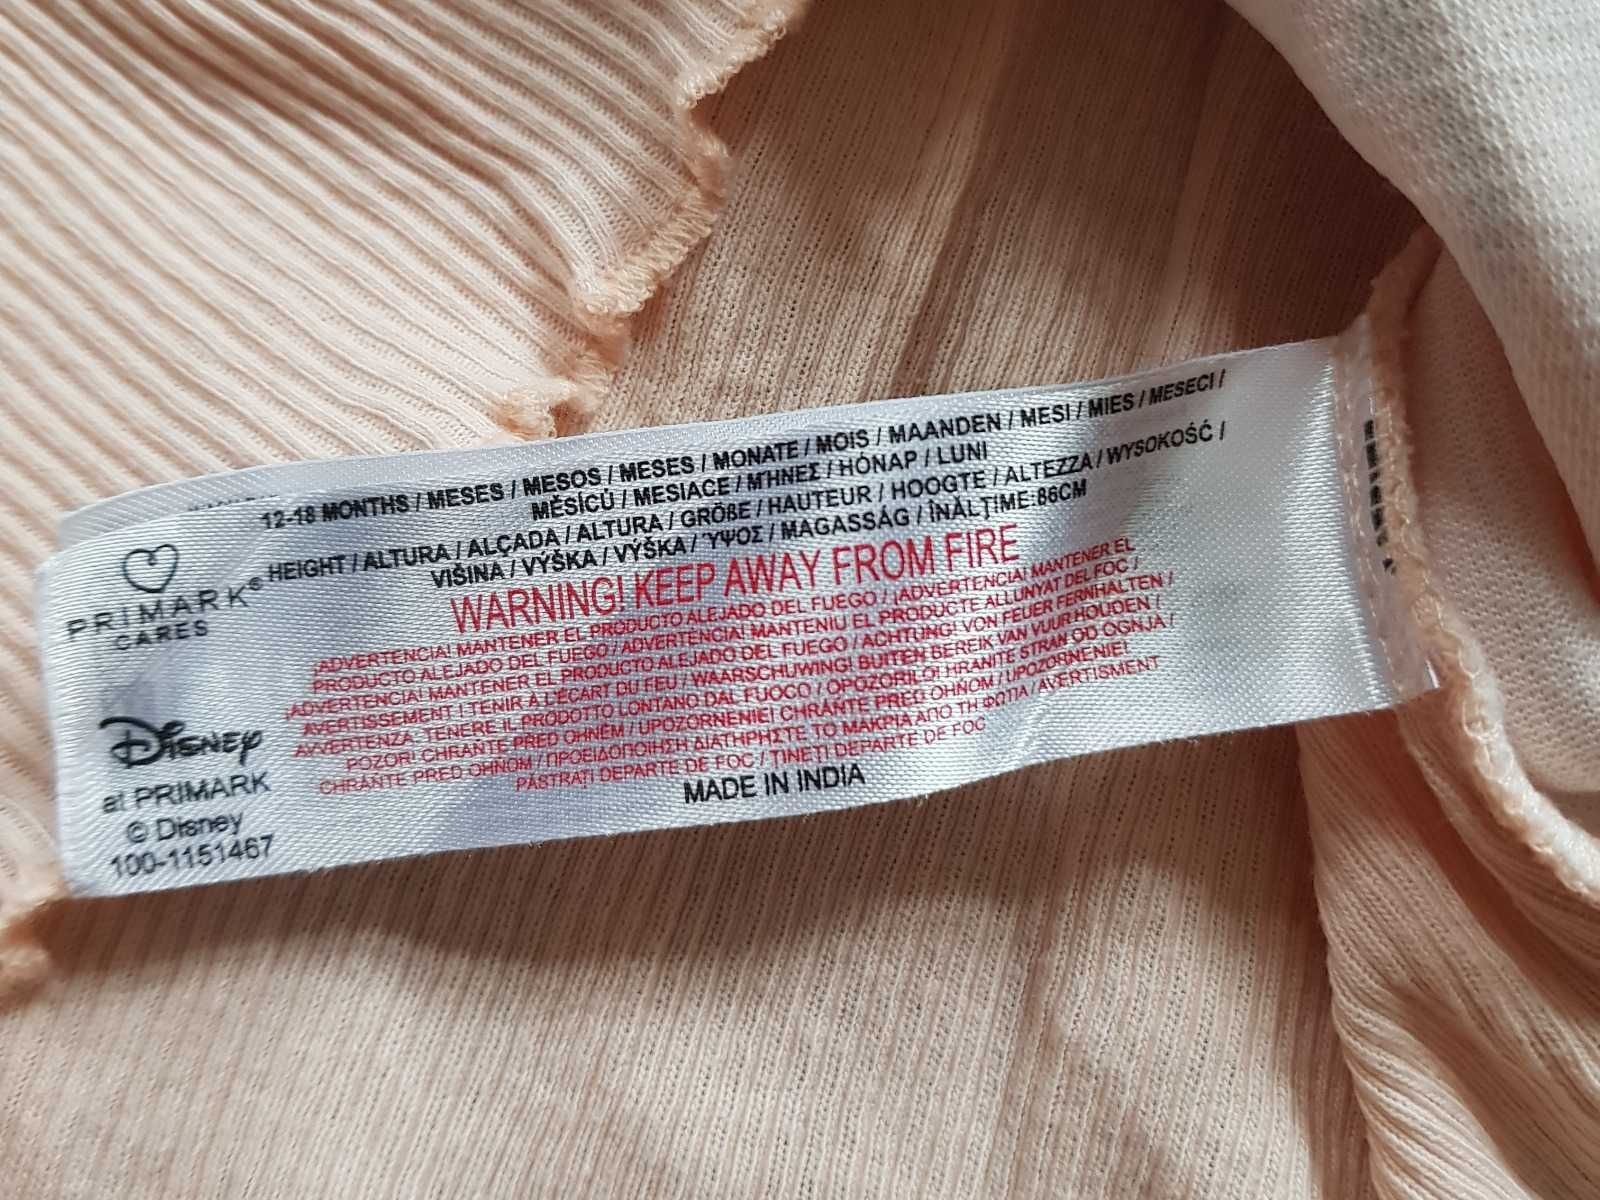 12-18 MONTHS / MESES / MESOS / MESES / MONATE / MOIS / MAANDEN / MESI / MIES / MESECI /
MĚSÍCŮ / MESIACE / ΜΉΝΕΣ / HÓNAP / LUNI
HEIGHT / ALTURA / ALÇADA / ALTURA / GRÖßE / HAUTEUR / HOOGTE / ALTEZZA / WYSOKOŚĆ /
VIŠINA / VÝŠKA / VÝŠKA / ΎΨΟΣ / MAGASSÁG / ÎNĂLȚIME:86CM
WARNING! KEEP AWAY FROM FIRE
¡ADVERTENCIA! MANTENER EL PRODUCTO ALEJADO DEL FUEGO / ¡ADVERTENCIA! MANTENER EL
PRODUCTO ALEJADO DEL FUEGO / ADVERTÈNCIA! MANTENIU EL PRODUCTE ALLUNYAT DEL FOC /
¡ADVERTENCIA! MANTENER EL PRODUCTO ALEJADO DEL FUEGO / ACHTUNG! VON FEUER FERNHALTEN /
AVERTISSEMENT ! TENIR À L'ÉCART DU FEU / WAARSCHUWING! BUITEN BEREIK VAN VUUR HOUDEN /
AVVERTENZA: TENERE IL PRODOTTO LONTANO DAL FUOCO / OPOZORILO! HRANITE STRAN OD OGNJA /
POZOR! CHRAŇTE PŘED OHNĚM / UPOZORNENIE! CHRÁŇTE PRED OHŇOM / UPOZORNENIE!
CHRÁŇTE PRED OHŇOM / ΠΡΟΕΙΔΟΠΟΙΗΣΗ ΔΙΑΤΗΡΗΣΤΕ ΤΟ ΜΑΚΡΙΑ ΑΠΟ ΤΗ ΦΩΤΙΑ / AVERTISMENT
PĂSTRAȚI DEPARTE DE FOC / ȚINEȚI DEPARTE DE FOC
MADE IN INDIA
PRIMARK®
CARES
Disney
at PRIMARK
© Disney
100-1151467